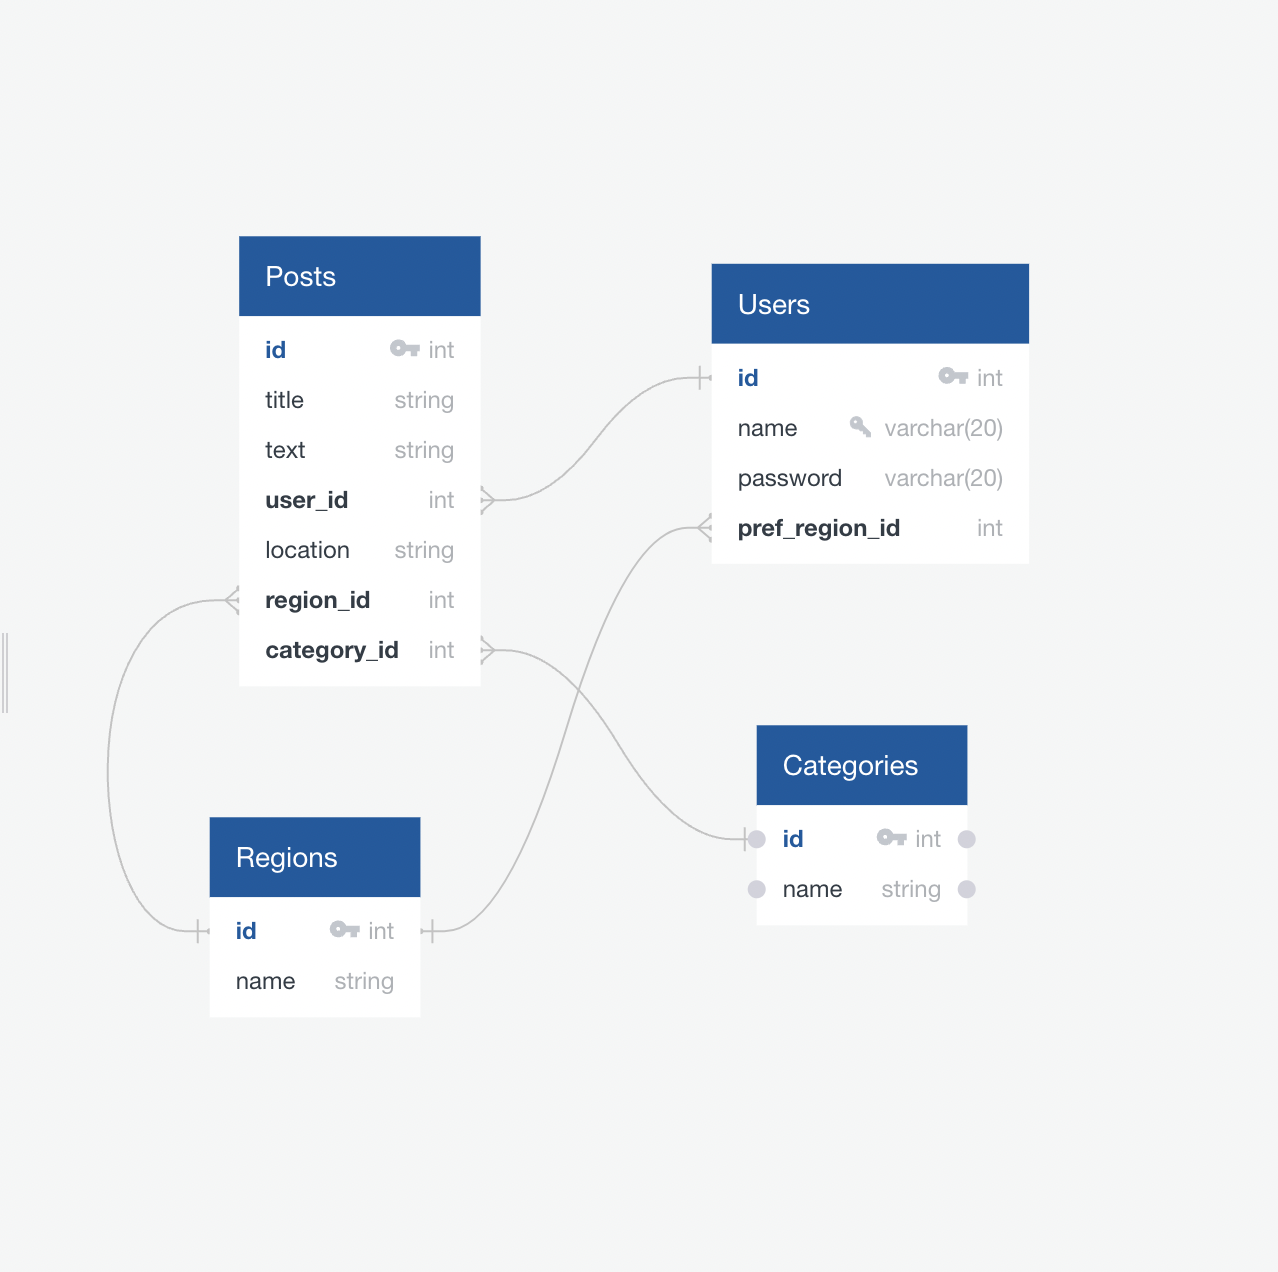 Posts
id int
title string
text string
user_id int
location string
region_id int
category_id int
Users
id int
name varchar(20)
password varchar(20)
pref_region_id int
Regions
id int
name string
Categories
id int
name string